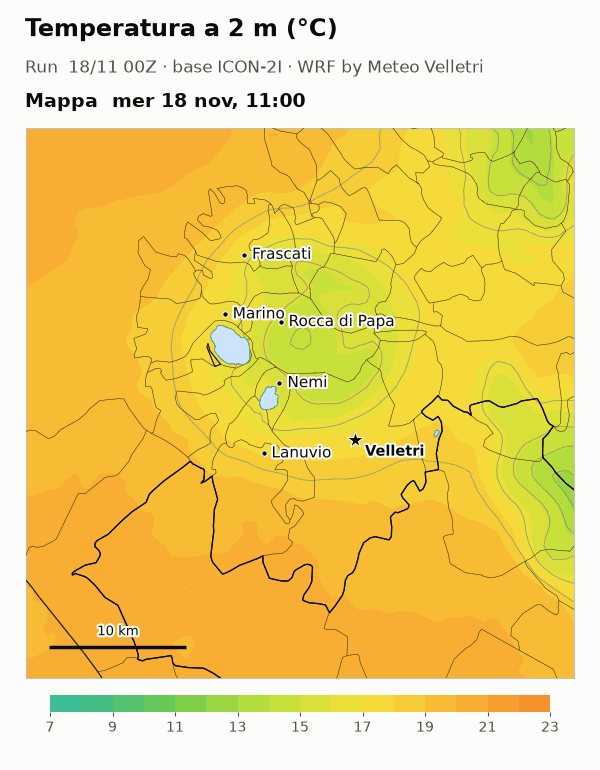 Temperatura a 2 m (°C)
Run 18/11 00Z · base ICON-2I · WRF by Meteo Velletri
Mappa mer 18 nov, 11:00
Frascati
Marino
Rocca di Papa
Nemi
Velletri
Lanuvio
10 km
7 9 11 13 15 17 19 21 23